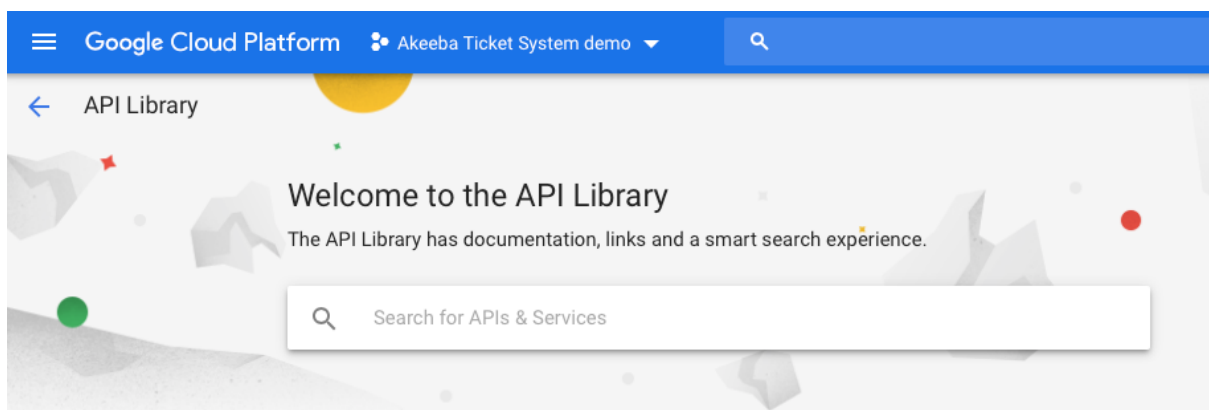 Google Cloud Platform Akeeba Ticket System demo
API Library
Welcome to the API Library
The API Library has documentation, links and a smart search experience.
Search for APIs & Services